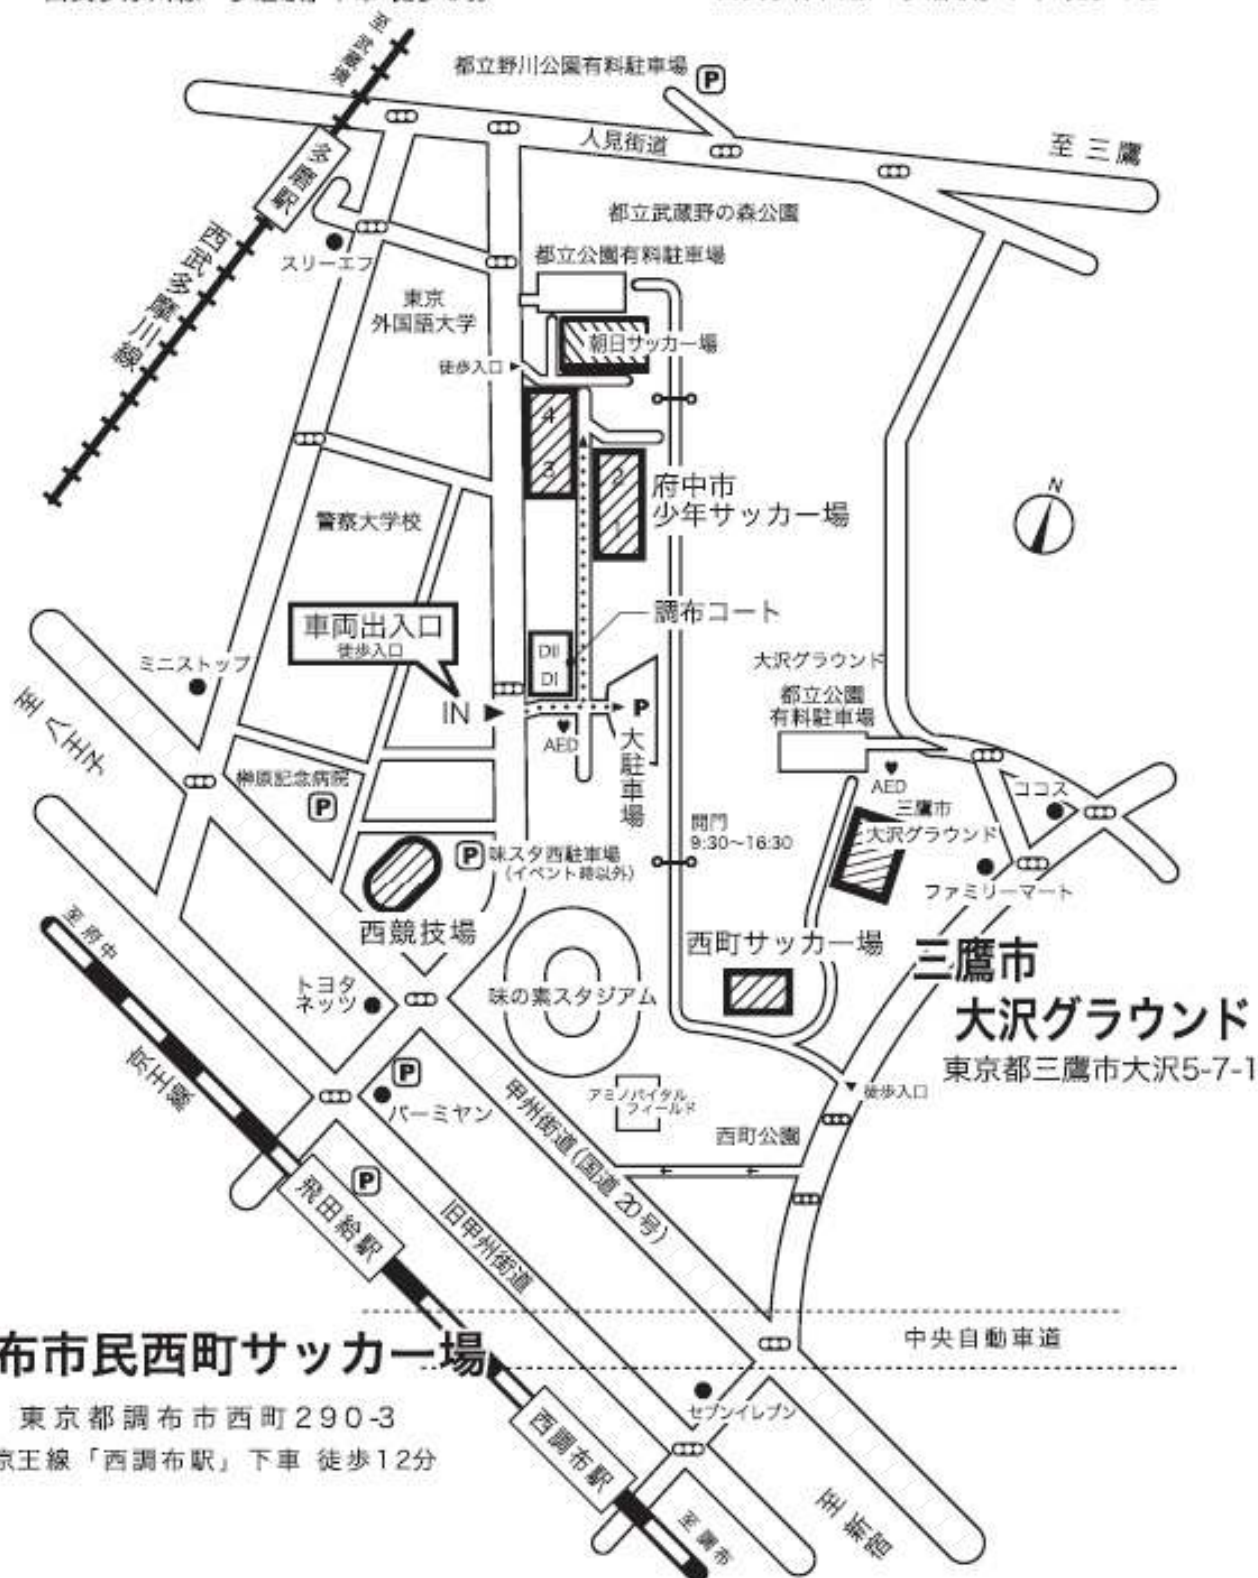 至武蔵境
都立野川公園有料駐車場
P
人見街道
至 三鷹
多磨駅
都立武蔵野の森公園
西武多摩川線
スリーエフ
都立公園有料駐車場
東京
外国語大学
朝日サッカー場
徒歩入口
4
3
2
1
府中市
少年サッカー場
N
警察大学校
車両出入口
徒歩入口
調布コート
DII
DI
ミニストップ
大沢グラウンド
都立公園
有料駐車場
至 八王子
IN
P
AED
大駐車場
AED
榊原記念病院
P
ココス
三鷹市
大沢グラウンド
開門
9:30〜16:30
P
味スタ西駐車場
(イベント時以外)
ファミリーマート
至府中
西競技場
西町サッカー場
三鷹市
大沢グラウンド
東京都三鷹市大沢5-7-1
トヨタ
ネッツ
味の素スタジアム
京王線
P
バーミヤン
甲州街道(国道20号)
アミノバイタル
フィールド
徒歩入口
西町公園
P
飛田給駅
旧甲州街道
中央自動車道
布市民西町サッカー場
東京都調布市西町290-3
京王線「西調布駅」下車 徒歩12分
セブンイレブン
西調布駅
至調布
至新宿